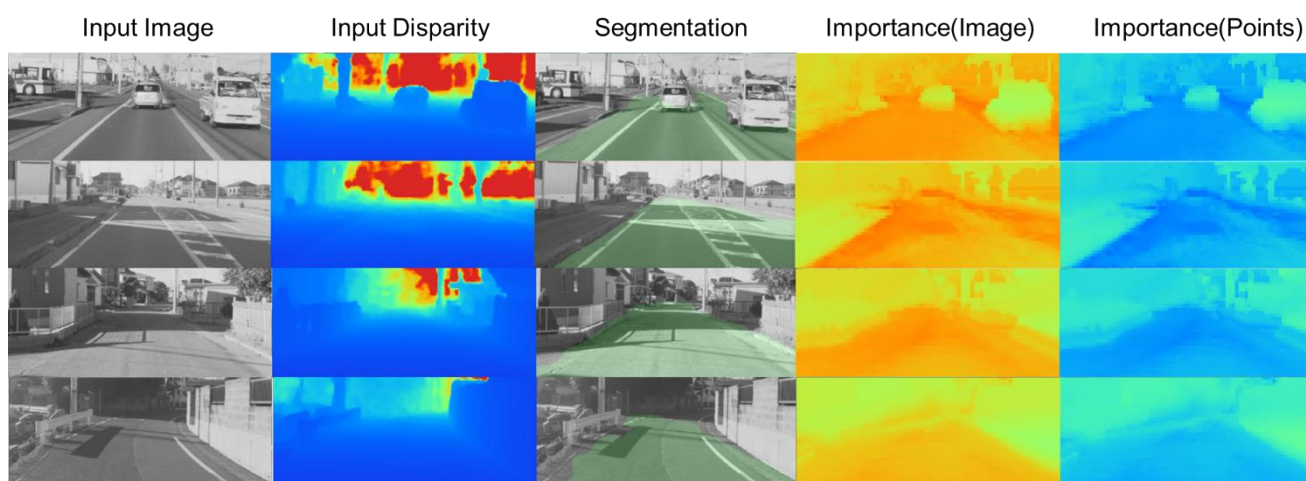 Input Image
Input Disparity
Segmentation
Importance(Image)
Importance(Points)